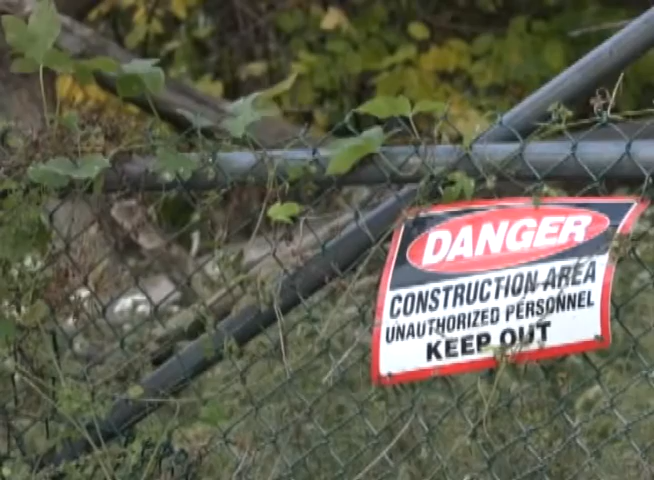 DANGER
CONSTRUCTION AREA
UNAUTHORIZED PERSONNEL
KEEP OUT